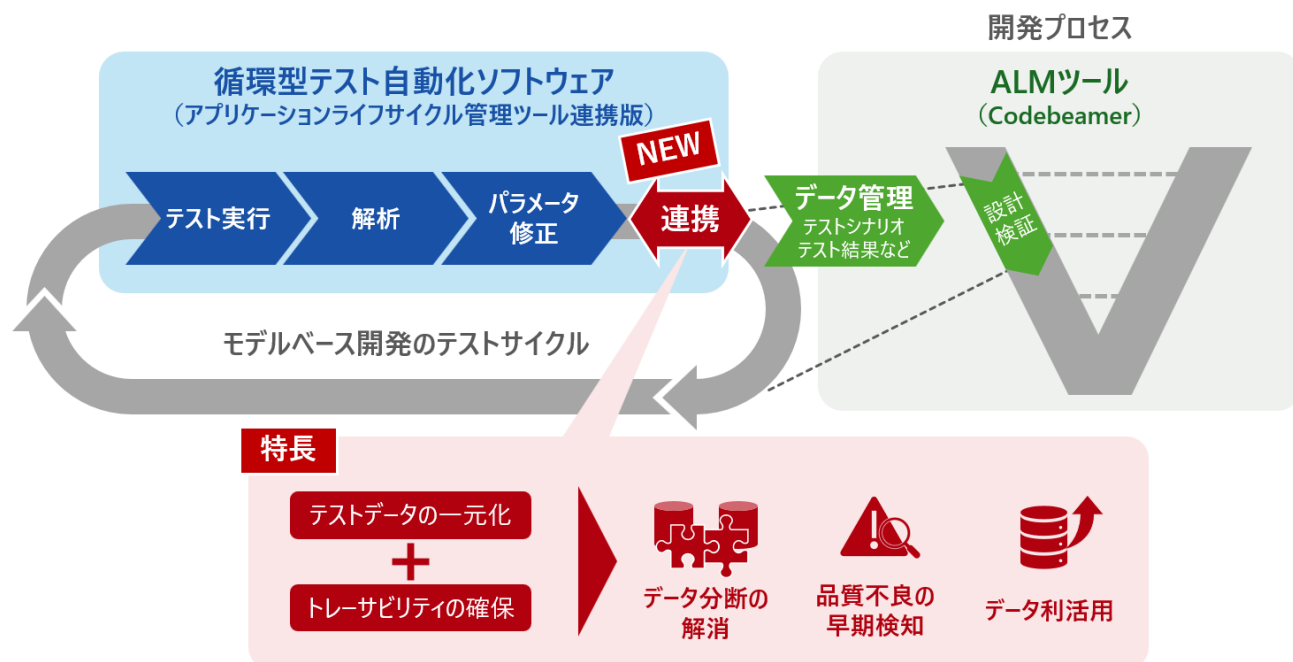 開発プロセス
循環型テスト自動化ソフトウェア
（アプリケーションライフサイクル管理ツール連携版）
ALMツール
（Codebeamer）
NEW
テスト実行
解析
パラメータ
修正
連携
データ管理
テストシナリオ
テスト結果など
設計
検証
モデルベース開発のテストサイクル
特長
テストデータの一元化
+
トレーサビリティの確保
データ分断の
解消
品質不良の
早期検知
データ利活用